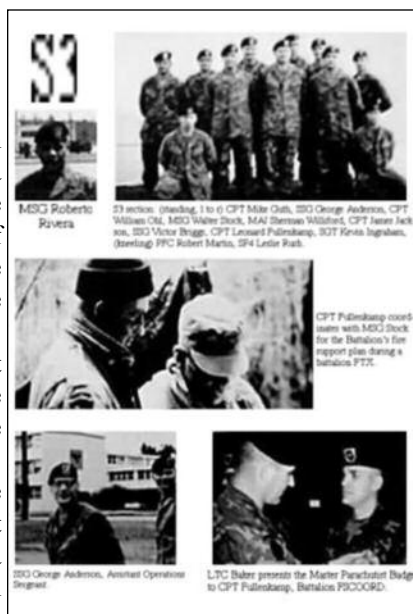 S3
MSG Roberto
Rivera
S3 section. (standing, l to r) CPT Mike Guth, SSG George Anderson, CPT
William Ohl, MSG Walter Stock, MAJ Sherman Williford, CPT James Jack
son, SSG Victor Briggs, CPT Leonard Fullenkamp, SGT Kevin Ingraham,
(kneeling) PFC Robert Martin, SP4 Leslie Rush.
CPT Fullenkamp coord-
inates with MSG Stock
for the Battalion's fire
support plan during a
battalion FTX.
SSG George Anderson, Assistant Operations
Sergeant.
LTC Baker presents the Master Parachutist Badge
to CPT Fullenkamp, Battalion FSCOORD.